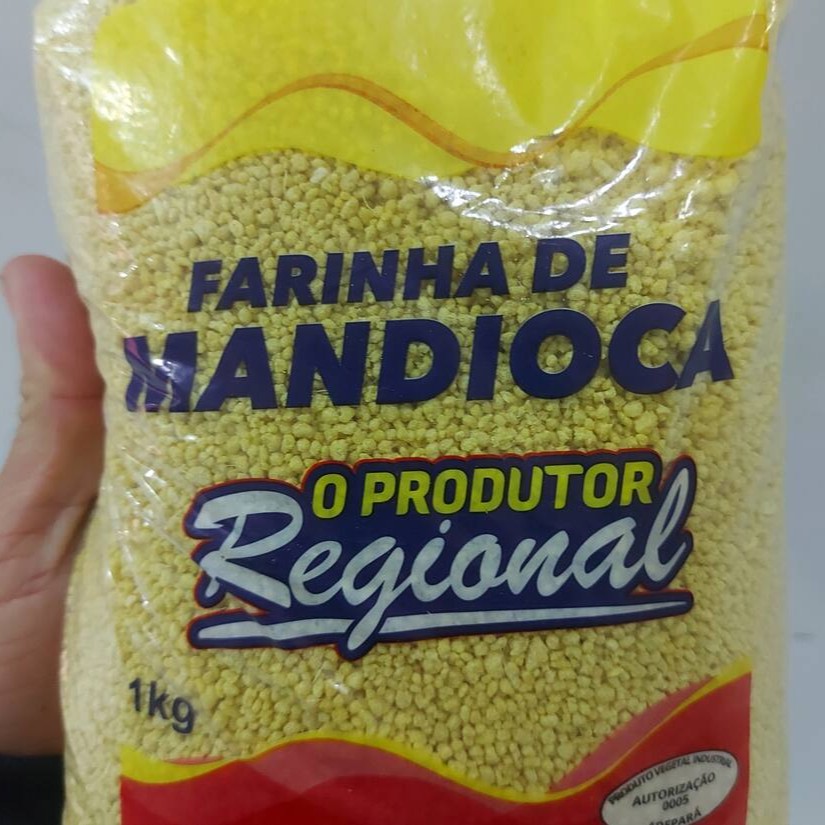 FARINHA DE
MANDIOCA
O PRODUTOR
Regional
1kg
PRODUTO VEGETAL INDUSTRIAL
AUTORIZAÇÃO
0005
ADEPARÁ